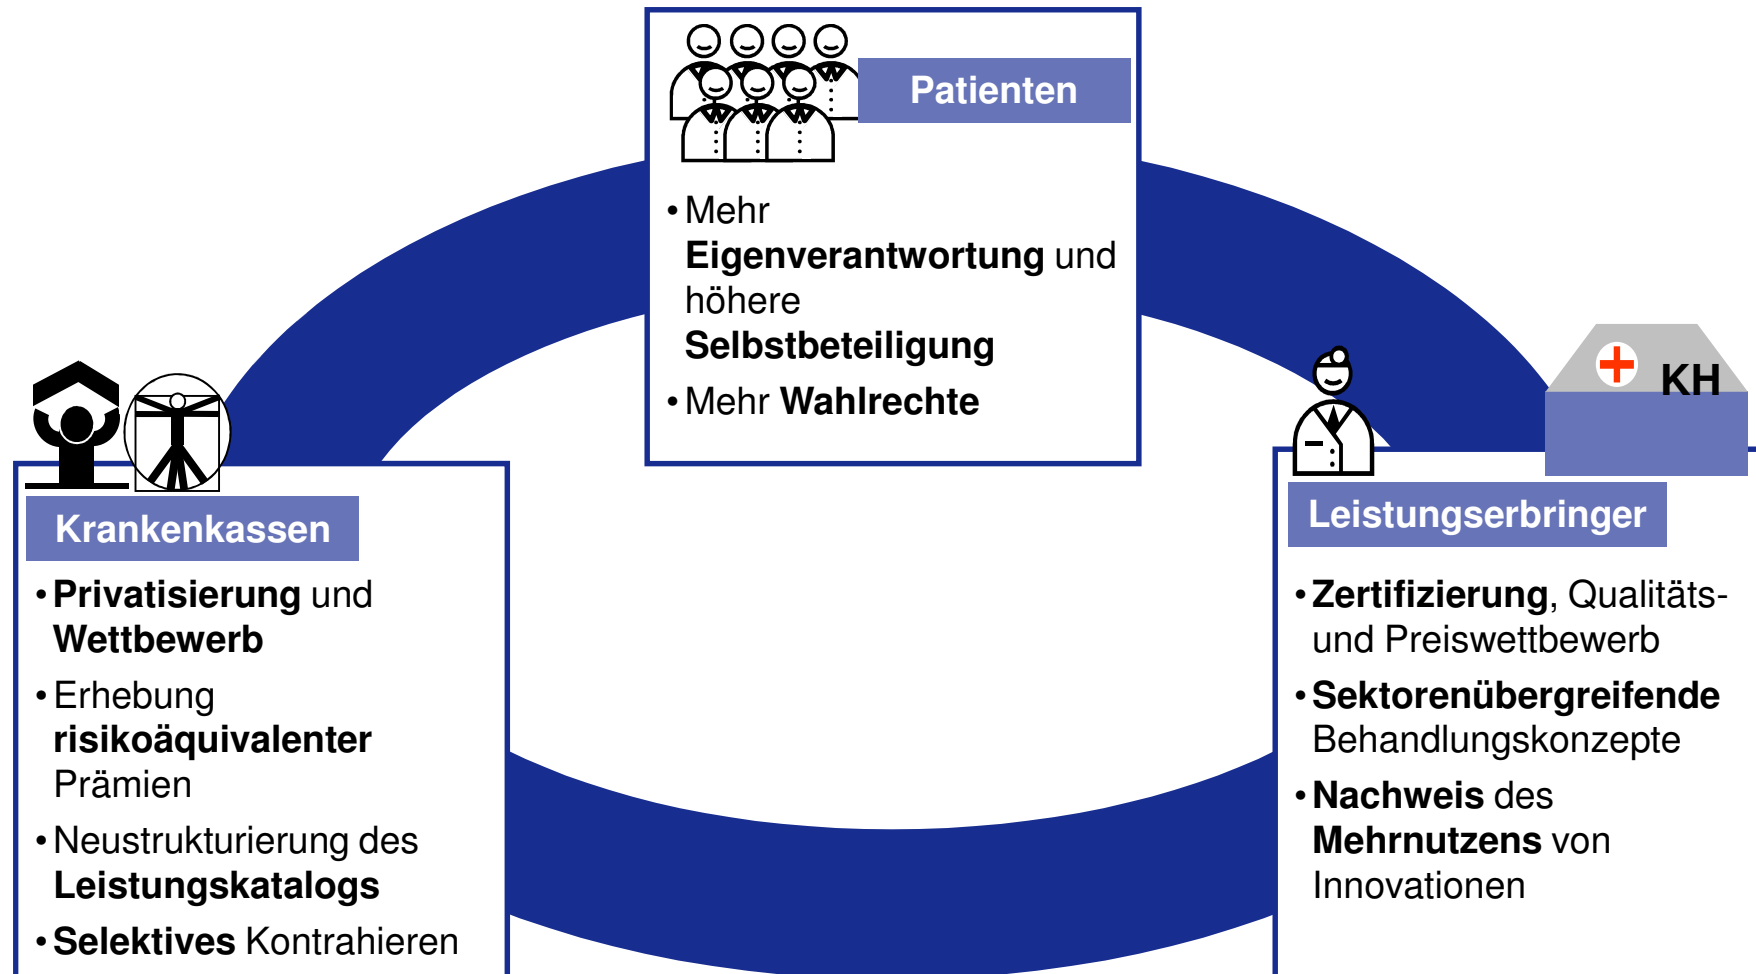 Patienten
• Mehr
Eigenverantwortung und
höhere
Selbstbeteiligung
• Mehr Wahlrechte
Krankenkassen
• Privatisierung und
Wettbewerb
• Erhebung
risikoäquivalenter
Prämien
• Neustrukturierung des
Leistungskatalogs
• Selektives Kontrahieren
KH
Leistungserbringer
• Zertifizierung, Qualitäts-
und Preiswettbewerb
• Sektorenübergreifende
Behandlungskonzepte
• Nachweis des
Mehrnutzens von
Innovationen